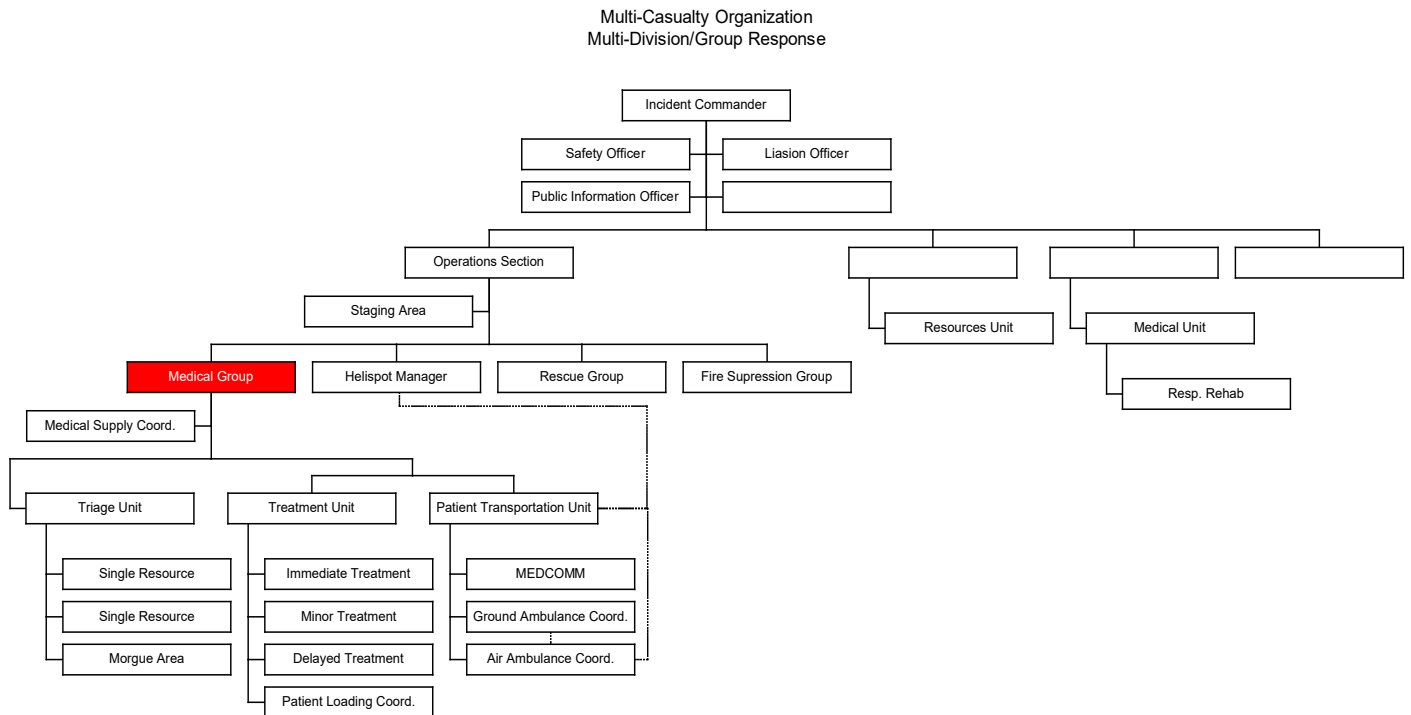 Multi-Casualty Organization
Multi-Division/Group Response
Incident Commander
Safety Officer
Liasion Officer
Public Information Officer
Operations Section
Staging Area
Resources Unit
Medical Unit
Medical Group
Helispot Manager
Rescue Group
Fire Supression Group
Resp. Rehab
Medical Supply Coord.
Triage Unit
Treatment Unit
Patient Transportation Unit
Single Resource
Immediate Treatment
MEDCOMM
Single Resource
Minor Treatment
Ground Ambulance Coord.
Morgue Area
Delayed Treatment
Air Ambulance Coord.
Patient Loading Coord.